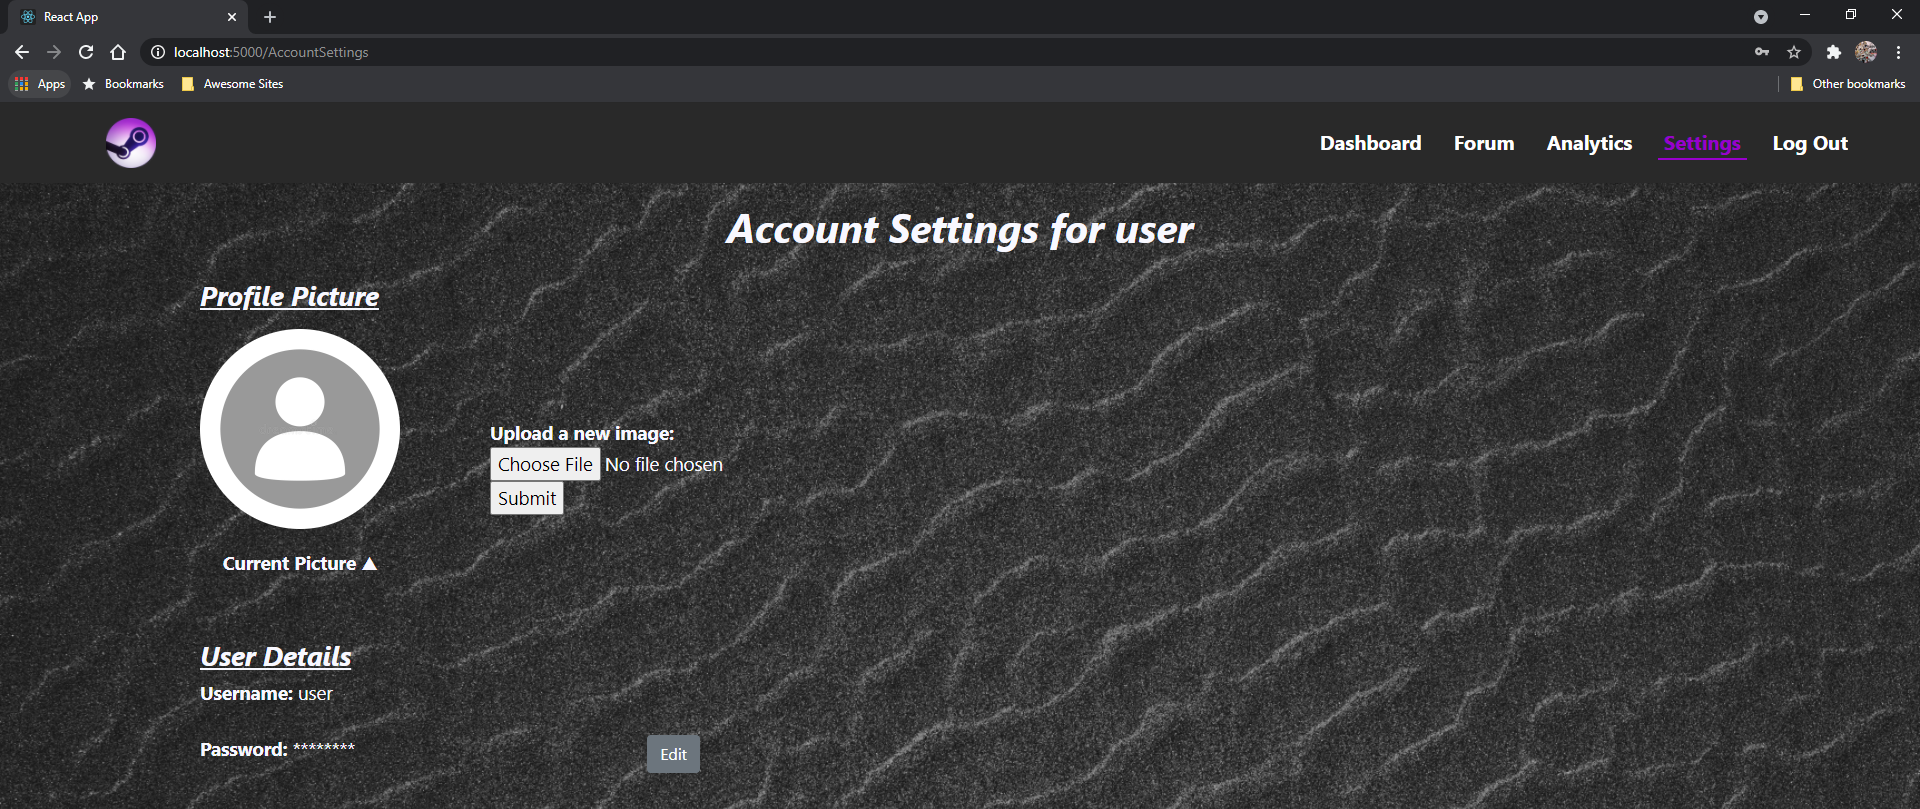 React App
localhost:5000/AccountSettings
Apps Bookmarks Awesome Sites Other bookmarks
Dashboard Forum Analytics Settings Log Out
Account Settings for user
Profile Picture
Upload a new image:
Choose File No file chosen
Submit
Current Picture ▲
User Details
Username: user
Password: ********
Edit